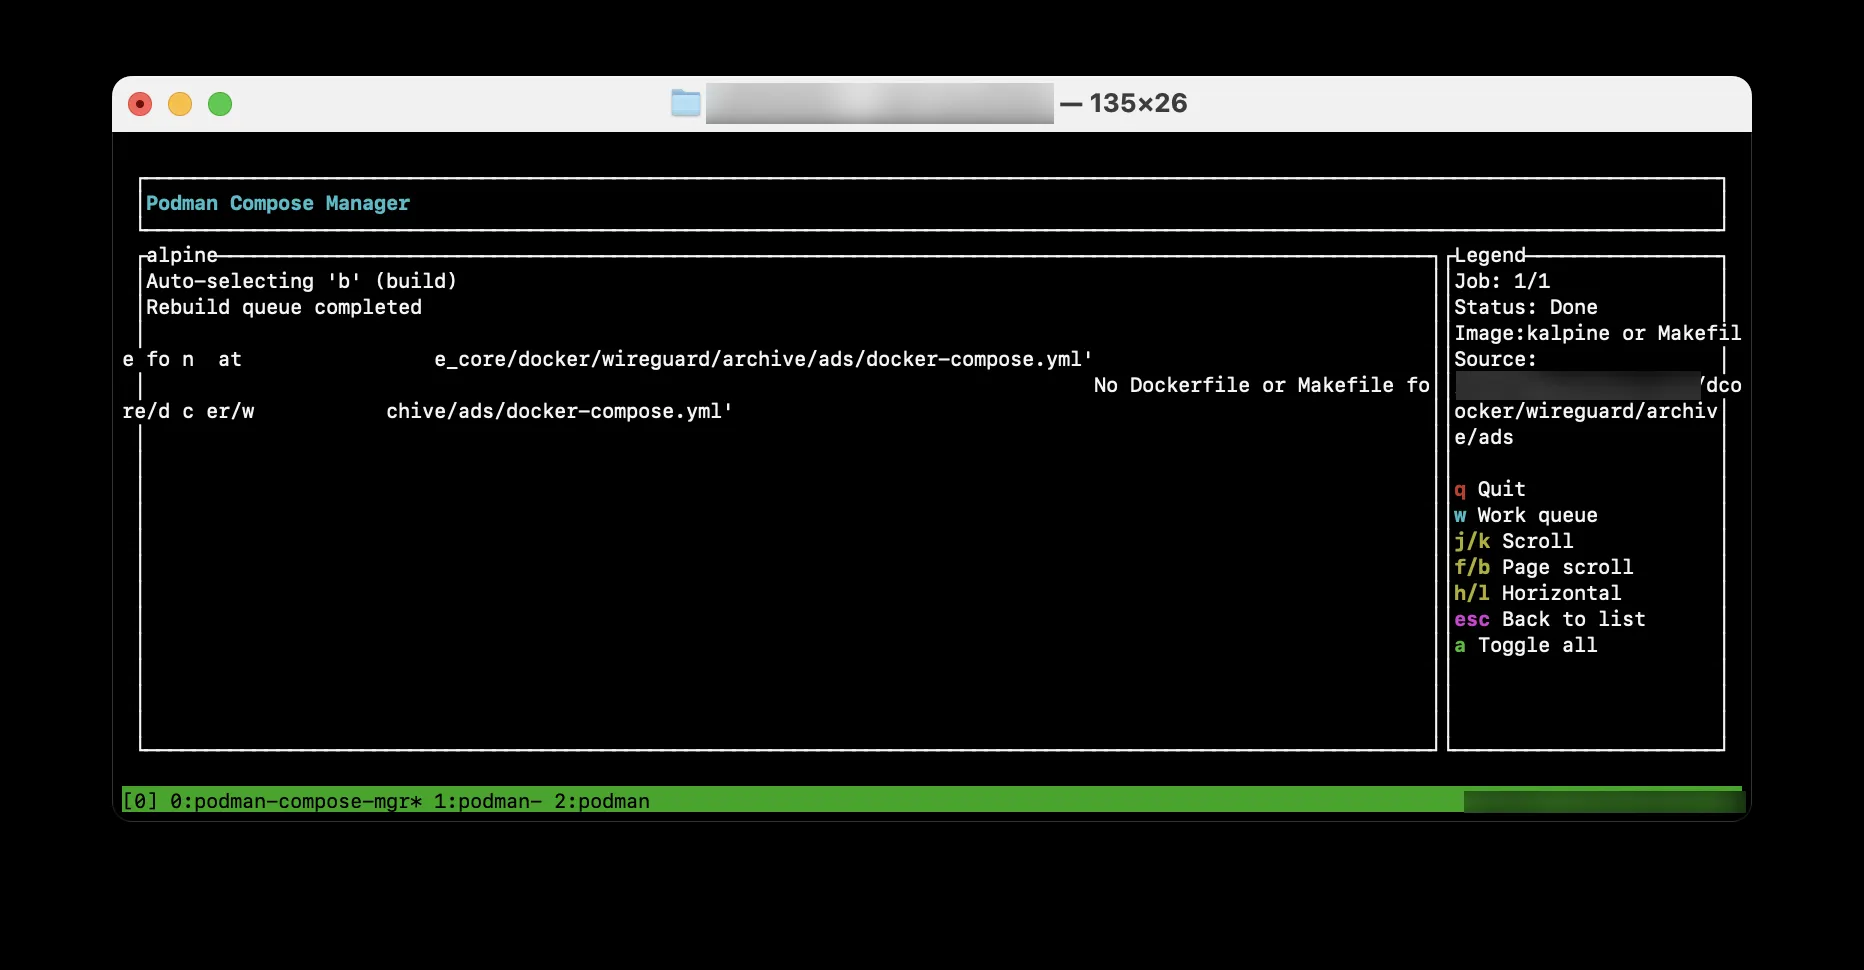 — 135×26
Podman Compose Manager
alpine
Auto-selecting 'b' (build)
Rebuild queue completed
e fo n  at                e_core/docker/wireguard/archive/ads/docker-compose.yml'
No Dockerfile or Makefile fo
re/d c er/w           chive/ads/docker-compose.yml'
Legend
Job: 1/1
Status: Done
Image:kalpine or Makefil
Source:
/dco
ocker/wireguard/archiv
e/ads
q Quit
w Work queue
j/k Scroll
f/b Page scroll
h/l Horizontal
esc Back to list
a Toggle all
[0] 0:podman-compose-mgr* 1:podman- 2:podman